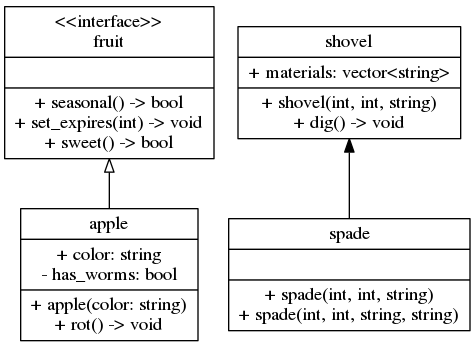 <<interface>>
fruit
+ seasonal() -> bool
+ set_expires(int) -> void
+ sweet() -> bool
shovel
+ materials: vector<string>
+ shovel(int, int, string)
+ dig() -> void
apple
+ color: string
- has_worms: bool
+ apple(color: string)
+ rot() -> void
spade
+ spade(int, int, string)
+ spade(int, int, string, string)